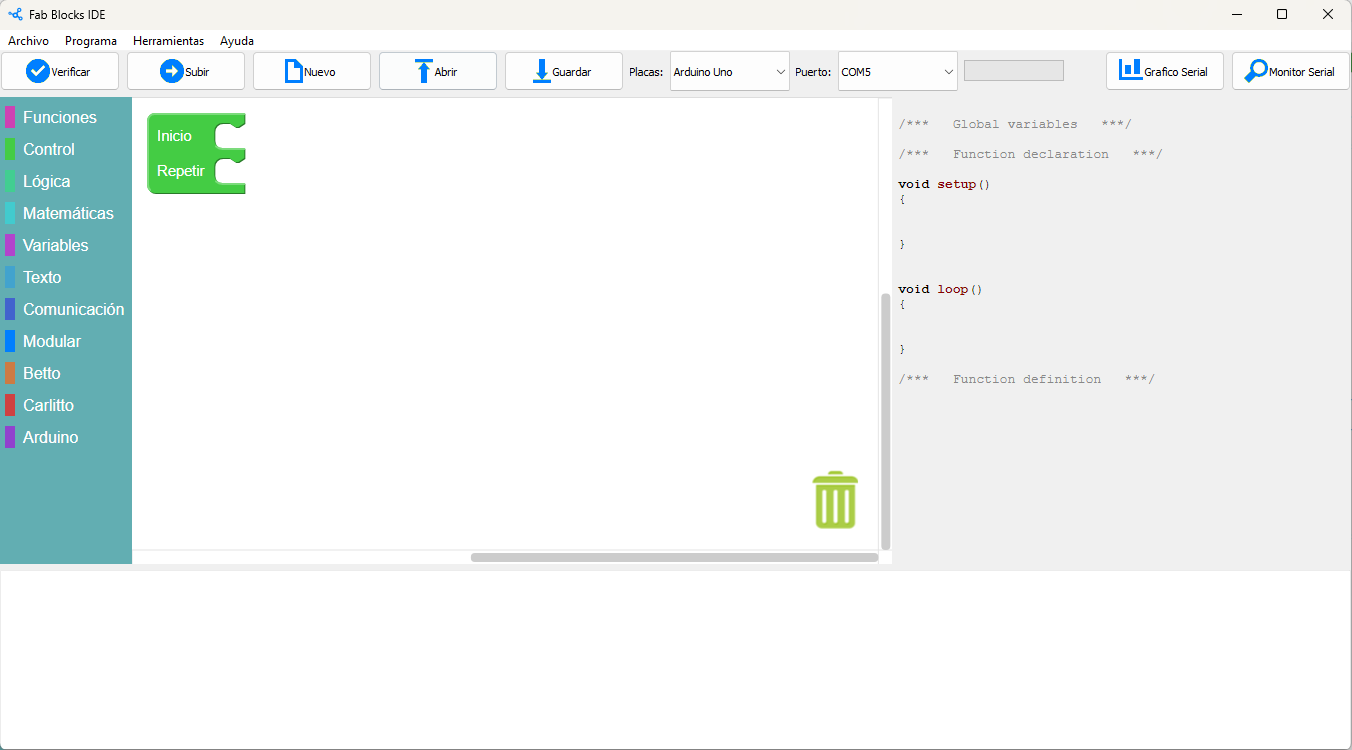 Fab Blocks IDE
Archivo Programa Herramientas Ayuda
Verificar Subir Nuevo Abrir Guardar Placas: Arduino Uno Puerto: COM5 Grafico Serial Monitor Serial
Funciones
Control
Lógica
Matemáticas
Variables
Texto
Comunicación
Modular
Betto
Carlitto
Arduino
Inicio
Repetir
/*** Global variables ***/
/*** Function declaration ***/
void setup()
{
}
void loop()
{
}
/*** Function definition ***/